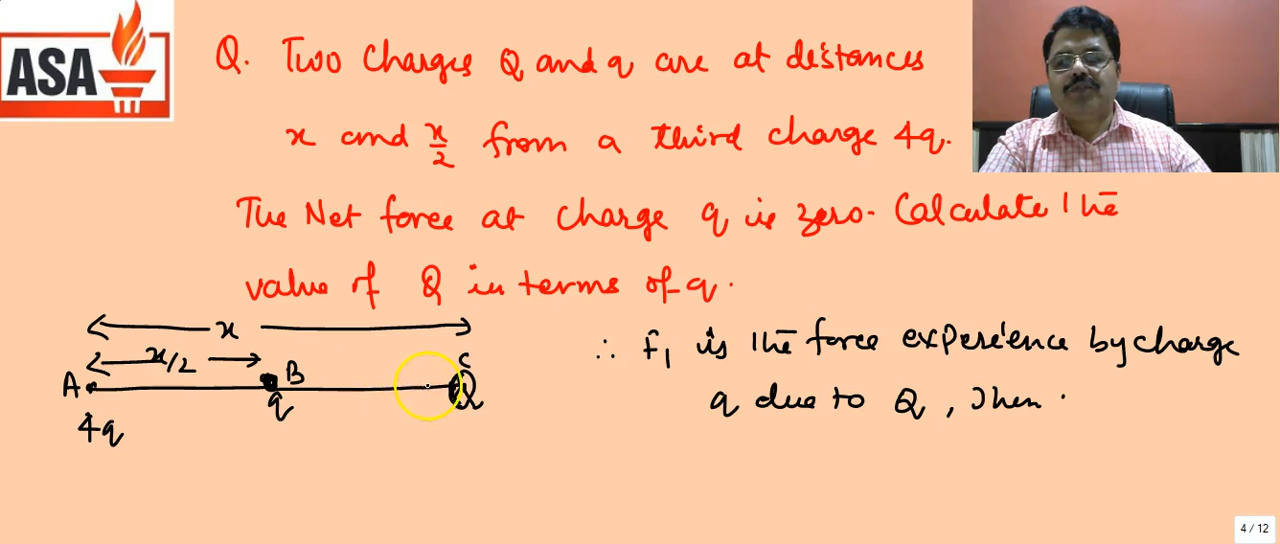 ASA
Q. Two Charges Q and q are at distances
x and x/2 from a third charge 4q.
The Net force at charge q is zero. Calculate the
value of Q in terms of q.
x
x/2
A B C
q Q
4q
∴ F₁ is the force experience by charge
q due to Q, then.
4 / 12